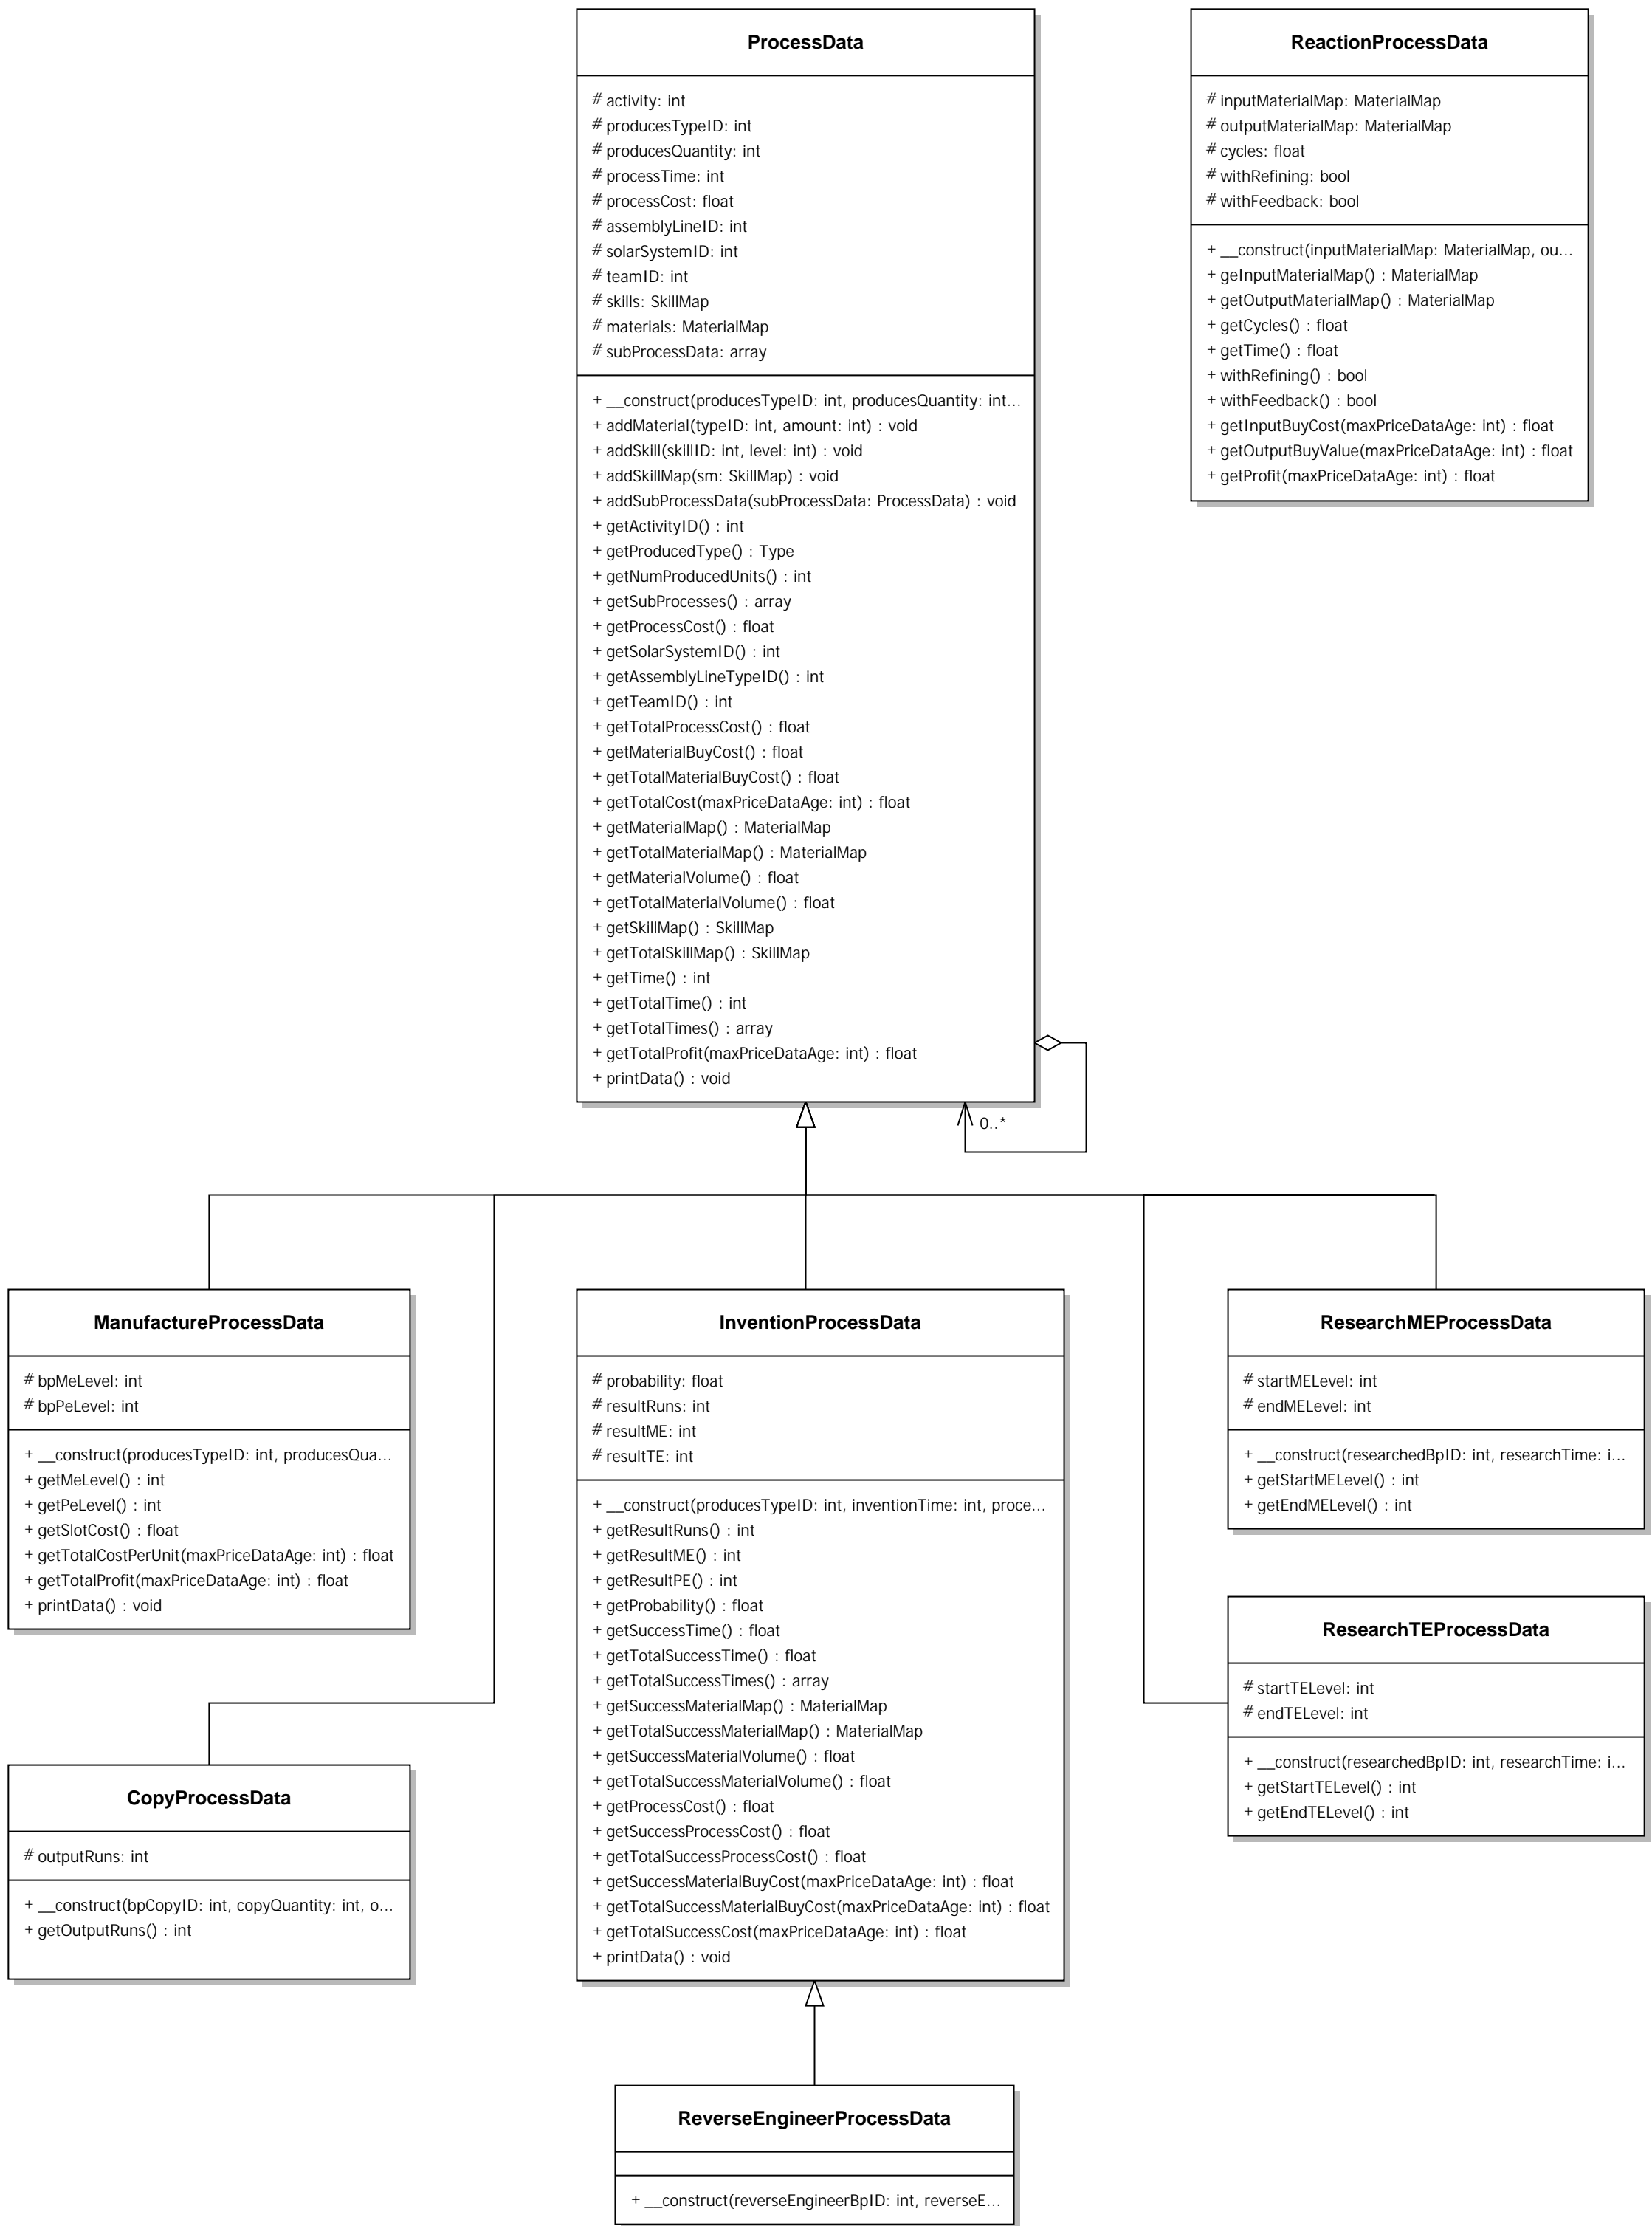 ProcessData
# activity: int
# producesTypeID: int
# producesQuantity: int
# processTime: int
# processCost: float
# assemblyLineID: int
# solarSystemID: int
# teamID: int
# skills: SkillMap
# materials: MaterialMap
# subProcessData: array
+ __construct(producesTypeID: int, producesQuantity: int...
+ addMaterial(typeID: int, amount: int) : void
+ addSkill(skillID: int, level: int) : void
+ addSkillMap(sm: SkillMap) : void
+ addSubProcessData(subProcessData: ProcessData) : void
+ getActivityID() : int
+ getProducedType() : Type
+ getNumProducedUnits() : int
+ getSubProcesses() : array
+ getProcessCost() : float
+ getSolarSystemID() : int
+ getAssemblyLineTypeID() : int
+ getTeamID() : int
+ getTotalProcessCost() : float
+ getMaterialBuyCost() : float
+ getTotalMaterialBuyCost() : float
+ getTotalCost(maxPriceDataAge: int) : float
+ getMaterialMap() : MaterialMap
+ getTotalMaterialMap() : MaterialMap
+ getMaterialVolume() : float
+ getTotalMaterialVolume() : float
+ getSkillMap() : SkillMap
+ getTotalSkillMap() : SkillMap
+ getTime() : int
+ getTotalTime() : int
+ getTotalTimes() : array
+ getTotalProfit(maxPriceDataAge: int) : float
+ printData() : void
0..*
ReactionProcessData
# inputMaterialMap: MaterialMap
# outputMaterialMap: MaterialMap
# cycles: float
# withRefining: bool
# withFeedback: bool
+ __construct(inputMaterialMap: MaterialMap, ou...
+ geInputMaterialMap() : MaterialMap
+ getOutputMaterialMap() : MaterialMap
+ getCycles() : float
+ getTime() : float
+ withRefining() : bool
+ withFeedback() : bool
+ getInputBuyCost(maxPriceDataAge: int) : float
+ getOutputBuyValue(maxPriceDataAge: int) : float
+ getProfit(maxPriceDataAge: int) : float
ManufactureProcessData
# bpMeLevel: int
# bpPeLevel: int
+ __construct(producesTypeID: int, producesQua...
+ getMeLevel() : int
+ getPeLevel() : int
+ getSlotCost() : float
+ getTotalCostPerUnit(maxPriceDataAge: int) : float
+ getTotalProfit(maxPriceDataAge: int) : float
+ printData() : void
CopyProcessData
# outputRuns: int
+ __construct(bpCopyID: int, copyQuantity: int, o...
+ getOutputRuns() : int
InventionProcessData
# probability: float
# resultRuns: int
# resultME: int
# resultTE: int
+ __construct(producesTypeID: int, inventionTime: int, proce...
+ getResultRuns() : int
+ getResultME() : int
+ getResultPE() : int
+ getProbability() : float
+ getSuccessTime() : float
+ getTotalSuccessTime() : float
+ getTotalSuccessTimes() : array
+ getSuccessMaterialMap() : MaterialMap
+ getTotalSuccessMaterialMap() : MaterialMap
+ getSuccessMaterialVolume() : float
+ getTotalSuccessMaterialVolume() : float
+ getProcessCost() : float
+ getSuccessProcessCost() : float
+ getTotalSuccessProcessCost() : float
+ getSuccessMaterialBuyCost(maxPriceDataAge: int) : float
+ getTotalSuccessMaterialBuyCost(maxPriceDataAge: int) : float
+ getTotalSuccessCost(maxPriceDataAge: int) : float
+ printData() : void
ResearchMEProcessData
# startMELevel: int
# endMELevel: int
+ __construct(researchedBpID: int, researchTime: i...
+ getStartMELevel() : int
+ getEndMELevel() : int
ResearchTEProcessData
# startTELevel: int
# endTELevel: int
+ __construct(researchedBpID: int, researchTime: i...
+ getStartTELevel() : int
+ getEndTELevel() : int
ReverseEngineerProcessData
+ __construct(reverseEngineerBpID: int, reverseE...